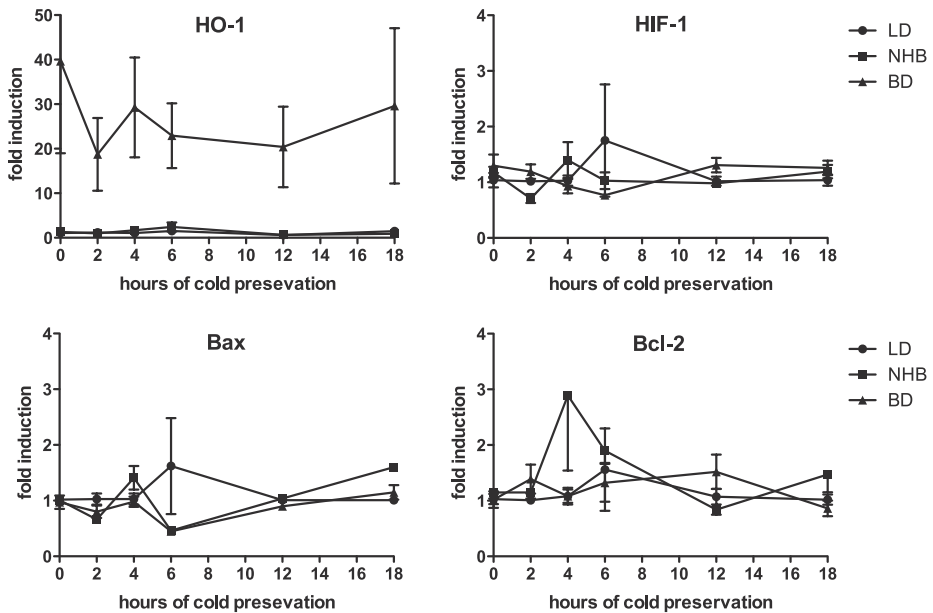 HO-1
50
40
30
20
10
0
fold induction
0 2 4 6 8 10 12 14 16 18
hours of cold presevation
HIF-1
4
3
2
1
0
fold induction
0 2 4 6 8 10 12 14 16 18
hours of cold presevation
LD
NHB
BD
Bax
4
3
2
1
0
fold induction
0 2 4 6 8 10 12 14 16 18
hours of cold presevation
Bcl-2
4
3
2
1
0
fold induction
0 2 4 6 8 10 12 14 16 18
hours of cold presevation
LD
NHB
BD